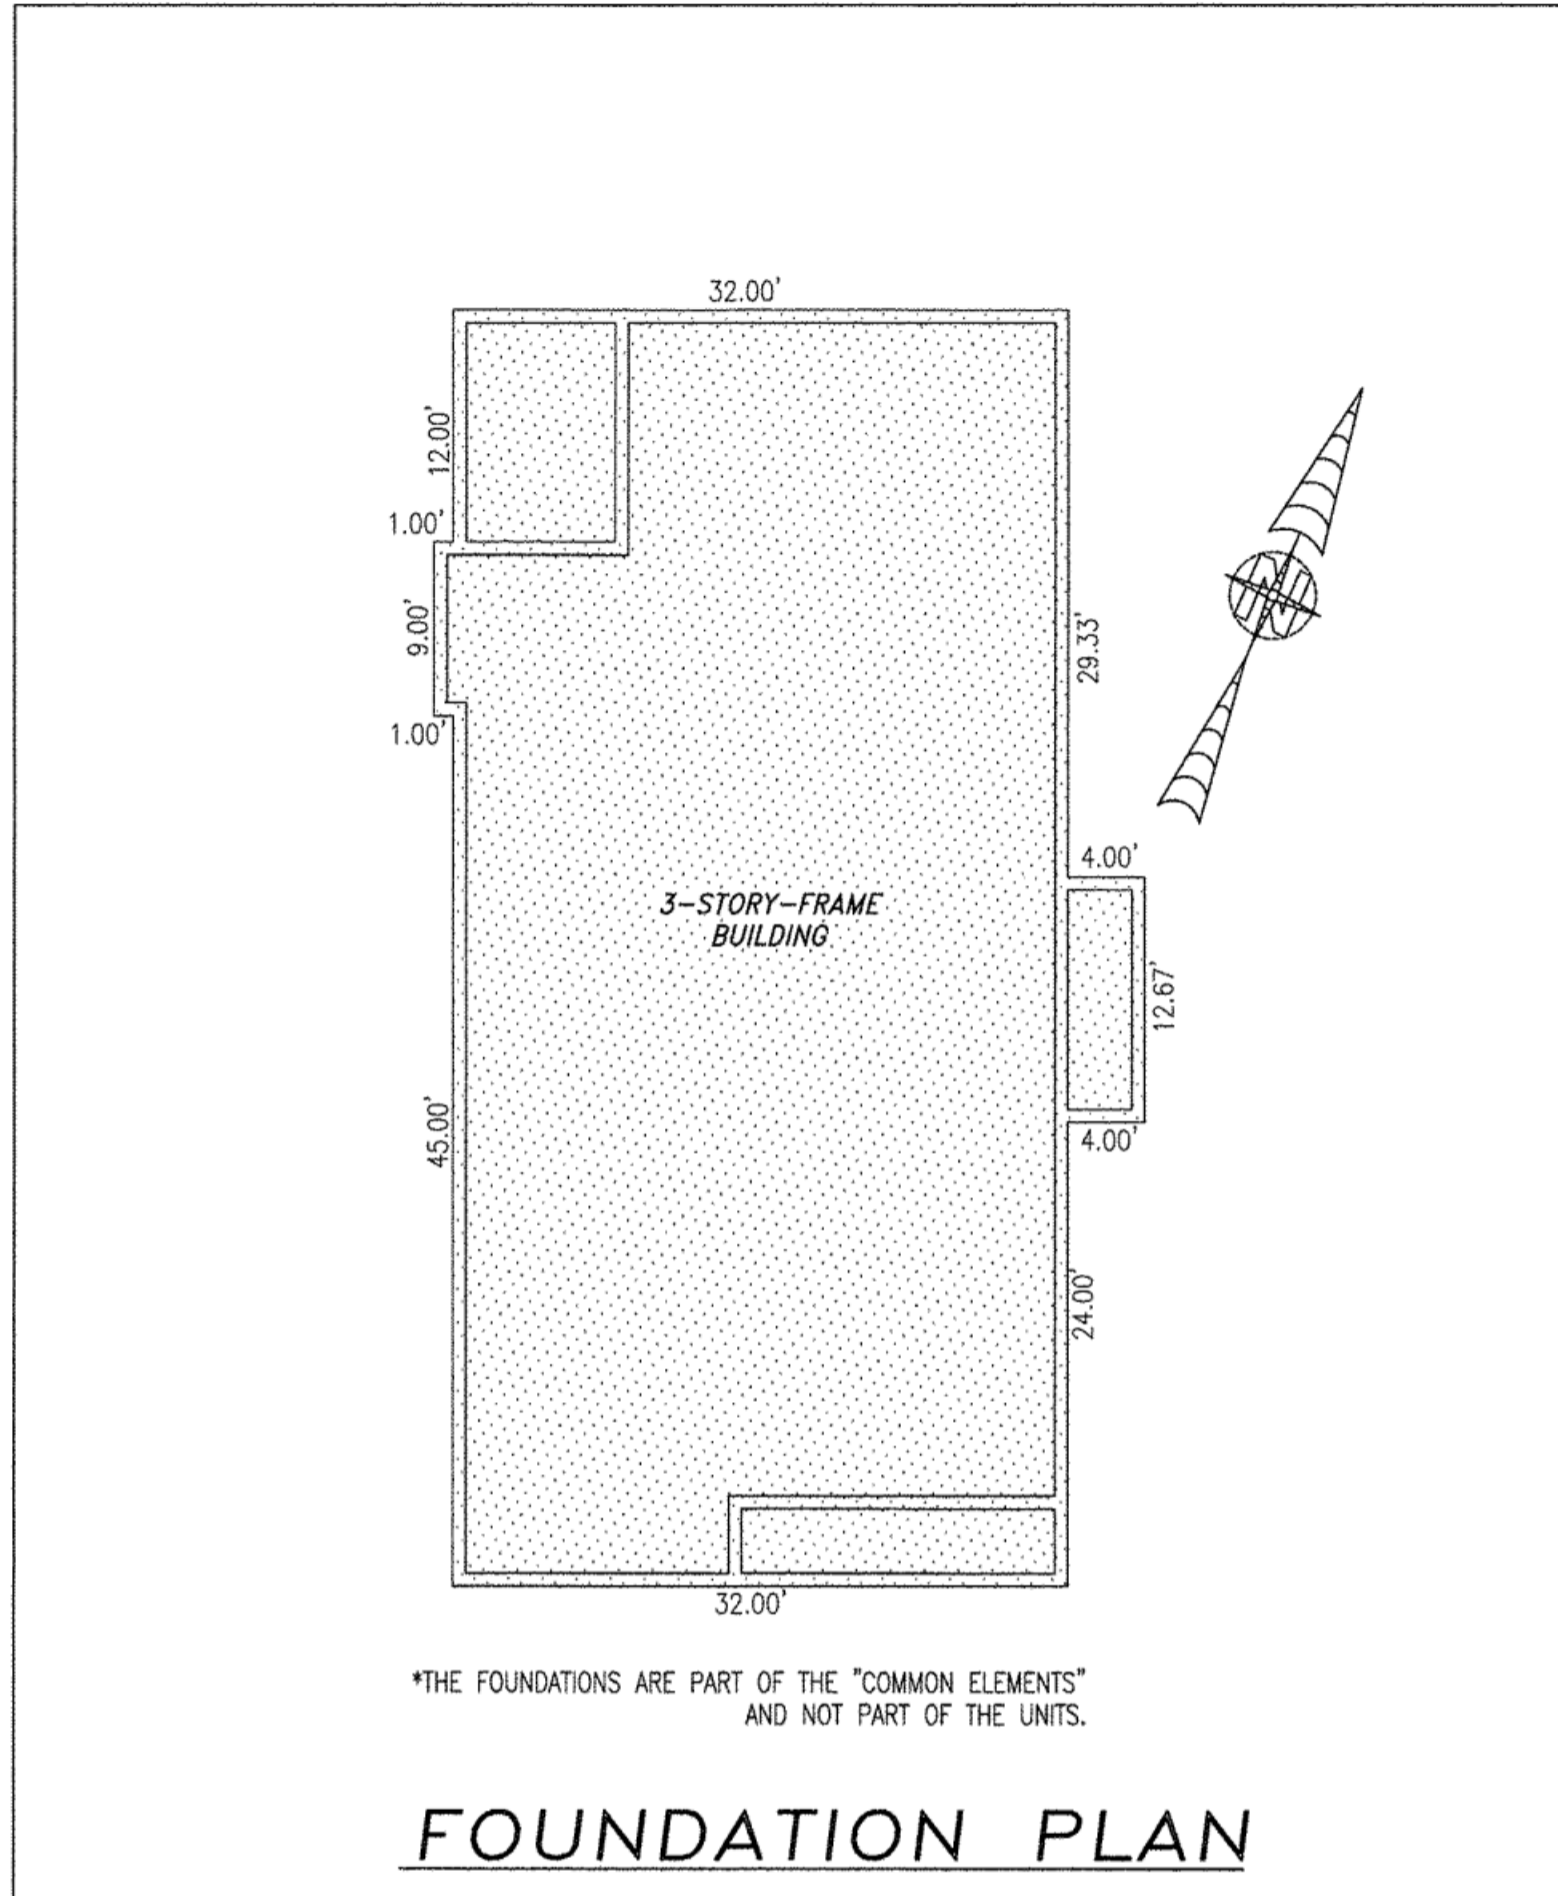 32.00'
12.00'
1.00'
9.00'
1.00'
29.33'
4.00'
3-STORY-FRAME
BUILDING
12.67'
45.00'
4.00'
24.00'
32.00'
N
*THE FOUNDATIONS ARE PART OF THE "COMMON ELEMENTS"
AND NOT PART OF THE UNITS.
FOUNDATION PLAN